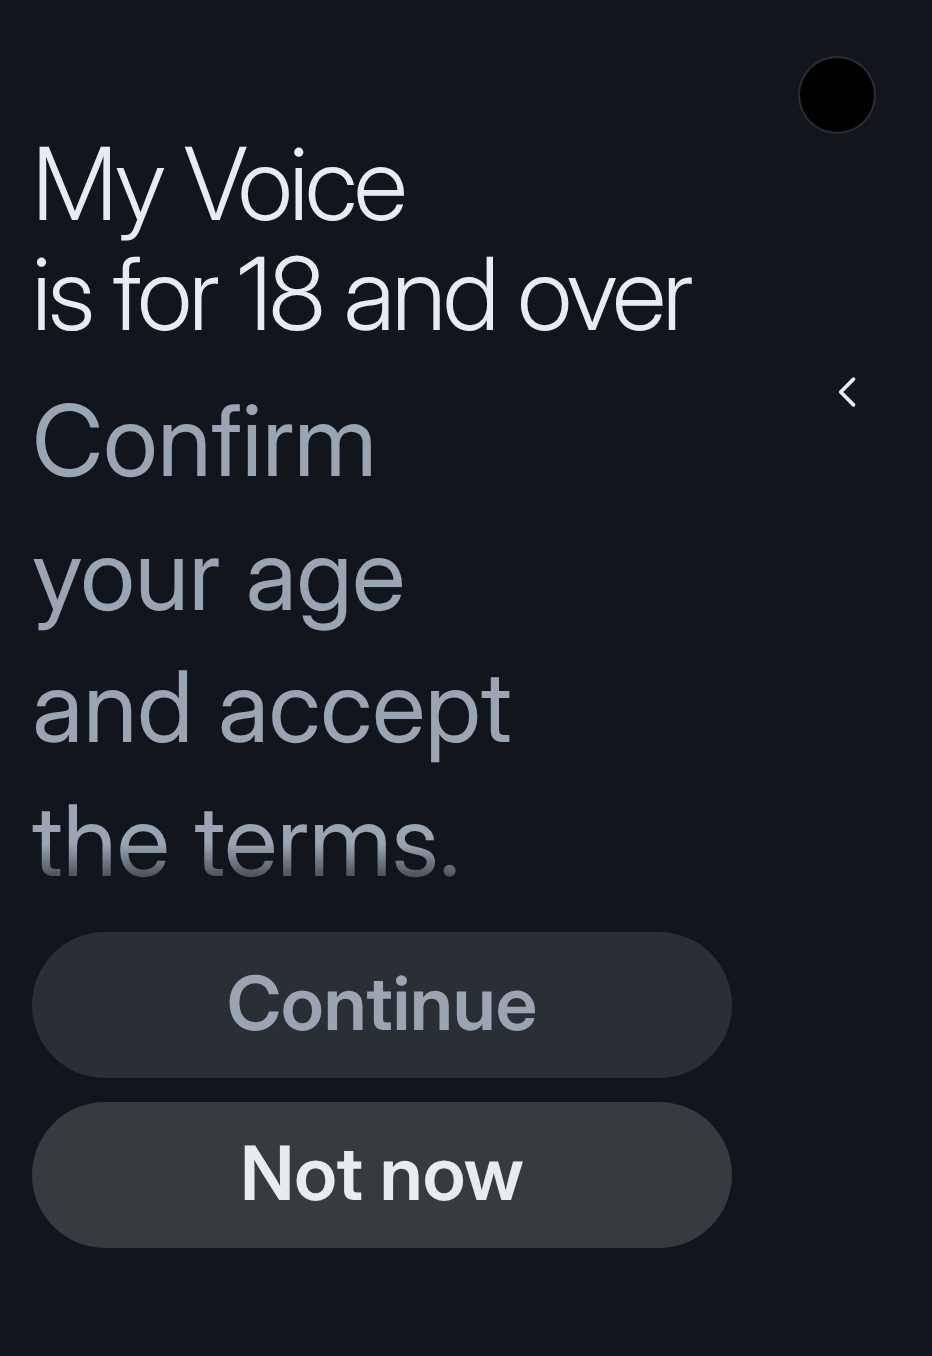 My Voice
is for 18 and over
Confirm
your age
and accept
the terms.
Continue
Not now